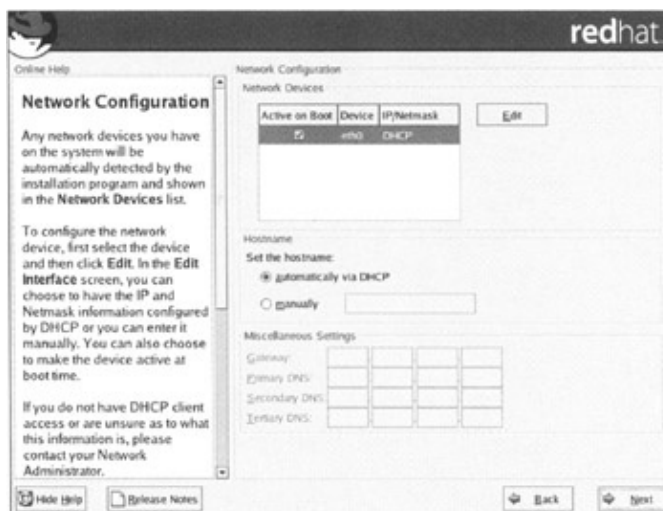 redhat.
Online Help
Network Configuration
Any network devices you have
on the system will be
automatically detected by the
installation program and shown
in the Network Devices list.
To configure the network
device, first select the device
and then click Edit. In the Edit
Interface screen, you can
choose to have the IP and
Netmask information configured
by DHCP or you can enter it
manually. You can also choose
to make the device active at
boot time.
If you do not have DHCP client
access or are unsure as to what
this information is, please
contact your Network
Administrator.
Network Configuration
Network Devices
Active on Boot Device IP/Netmask
eth0 DHCP
Edit
Hostname
Set the hostname:
automatically via DHCP
manually
Miscellaneous Settings
Gateway:
Primary DNS:
Secondary DNS:
Tertiary DNS:
Hide Help
Release Notes
Back
Next